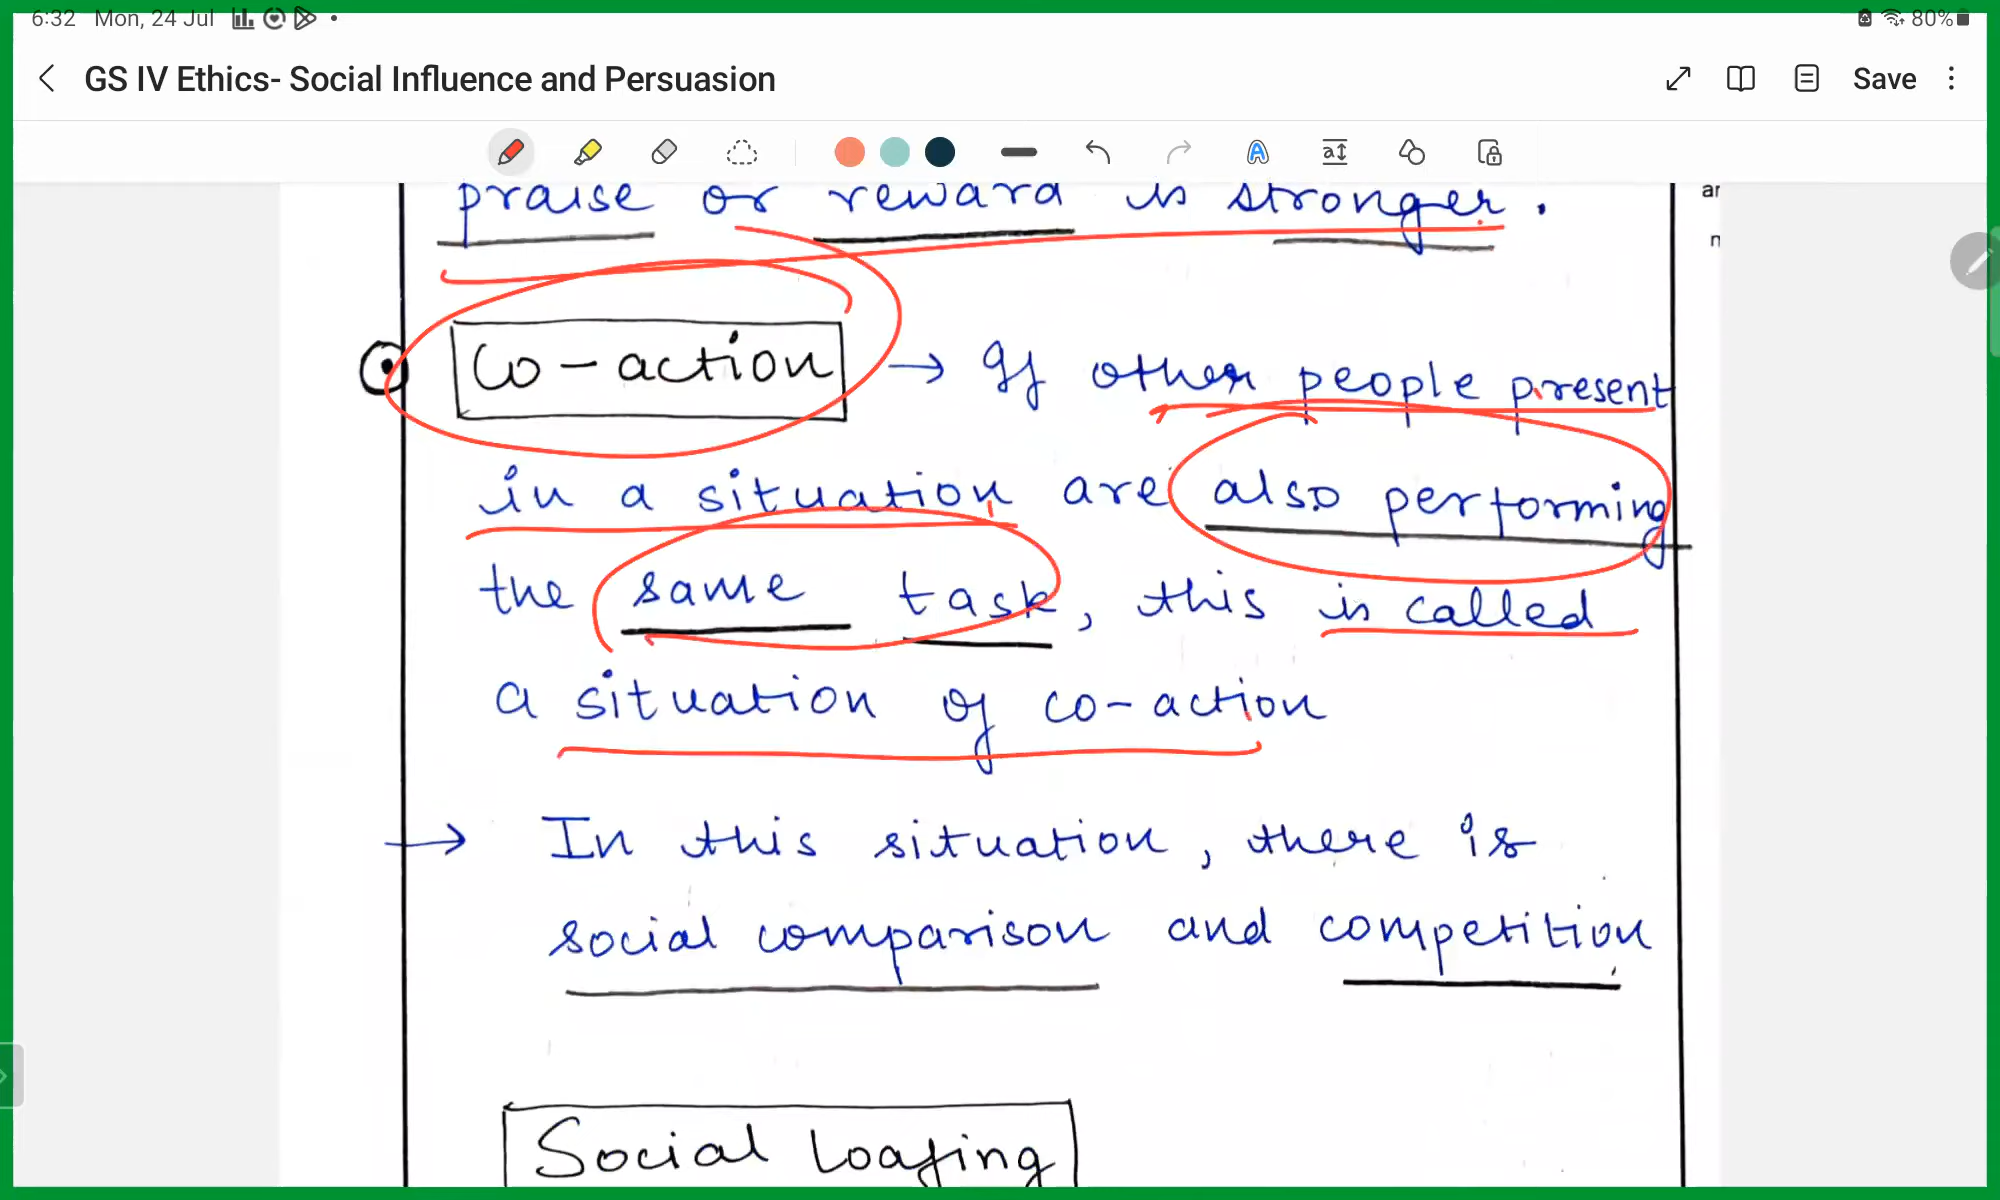 6:32 Mon, 24 Jul 80%
GS IV Ethics- Social Influence and Persuasion
Save
praise or reward is stronger.
Co-action → If other people present
in a situation are also performing
the same task, this is called
a situation of co-action
→ In this situation, there is
social comparison and competition
Social Loafing